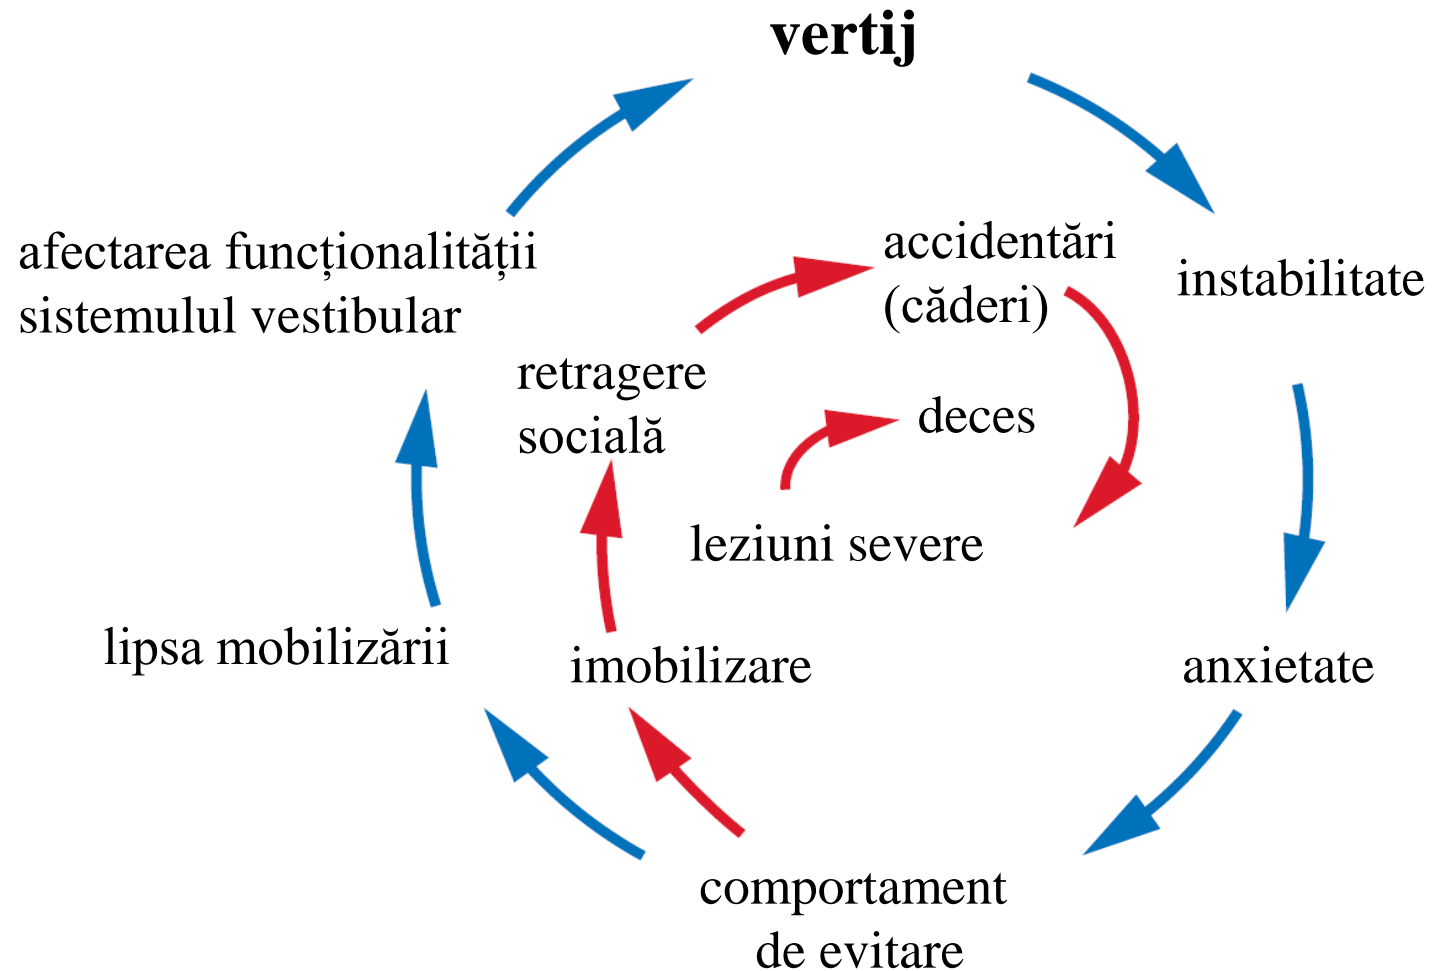 vertij
afectarea funcționalității
sistemulul vestibular
accidentări
(căderi)
instabilitate
retragere
socială
deces
leziuni severe
lipsa mobilizării
imobilizare
anxietate
comportament
de evitare